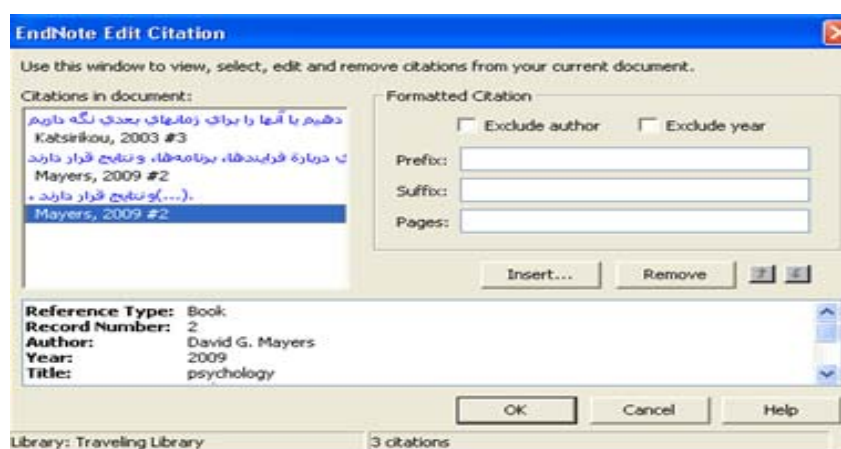 EndNote Edit Citation
Use this window to view, select, edit and remove citations from your current document.
Citations in document:
دهیم یا آنها را برای زمانهای بعدی نگه داریم
Katsirikou, 2003 #3
ی دربارة فرایندها، برنامه‌ها، و نتایج قرار دارند
Mayers, 2009 #2
.(...)و نتایج قرار دارند .
Mayers, 2009 #2
Formatted Citation
Exclude author
Exclude year
Prefix:
Suffix:
Pages:
Insert...
Remove
Reference Type: Book
Record Number: 2
Author: David G. Mayers
Year: 2009
Title: psychology
OK
Cancel
Help
Library: Traveling Library
3 citations